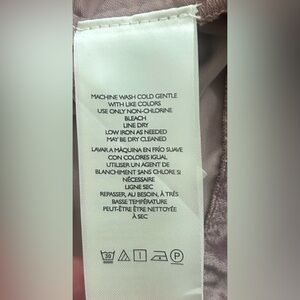 MACHINE WASH COLD GENTLE
WITH LIKE COLORS
USE ONLY NON-CHLORINE
BLEACH
LINE DRY
LOW IRON AS NEEDED
MAY BE DRY CLEANED
LAVAR A MÁQUINA EN FRÍO SUAVE
CON COLORES IGUAL
UTILISER UN AGENT DE
BLANCHIMENT SANS CHLORE SI
NÉCESSAIRE
LIGNE SEC
REPASSER, AU BESOIN, À TRÈS
BASSE TEMPÉRATURE
PEUT-ÊTRE ÊTRE NETTOYÉE
À SEC
30
P